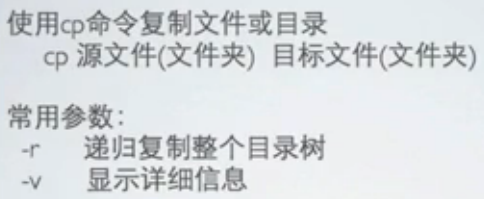 使用cp命令复制文件或目录
cp 源文件(文件夹) 目标文件(文件夹)
常用参数：
-r 递归复制整个目录树
-v 显示详细信息